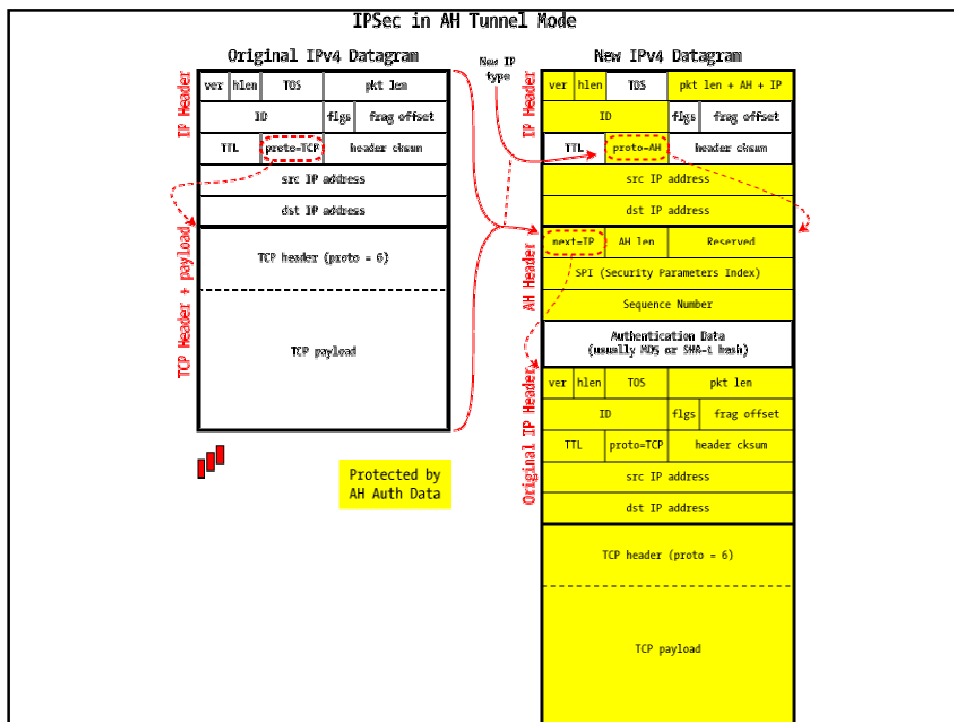 IPSec in AH Tunnel Mode
Original IPv4 Datagram
IP Header
ver hlen TOS pkt len
ID flgs frag offset
TTL proto=TCP header cksum
src IP address
dst IP address
TCP Header + payload
TCP header (proto = 6)
TCP payload
Protected by
AH Auth Data
New IP
type
New IPv4 Datagram
IP Header
ver hlen TOS pkt len + AH + IP
ID flgs frag offset
TTL proto=AH header cksum
src IP address
dst IP address
AH Header
next=IP AH len Reserved
SPI (Security Parameters Index)
Sequence Number
Authentication Data
(usually MD5 or SHA-1 hash)
Original IP Header
ver hlen TOS pkt len
ID flgs frag offset
TTL proto=TCP header cksum
src IP address
dst IP address
TCP header (proto = 6)
TCP payload